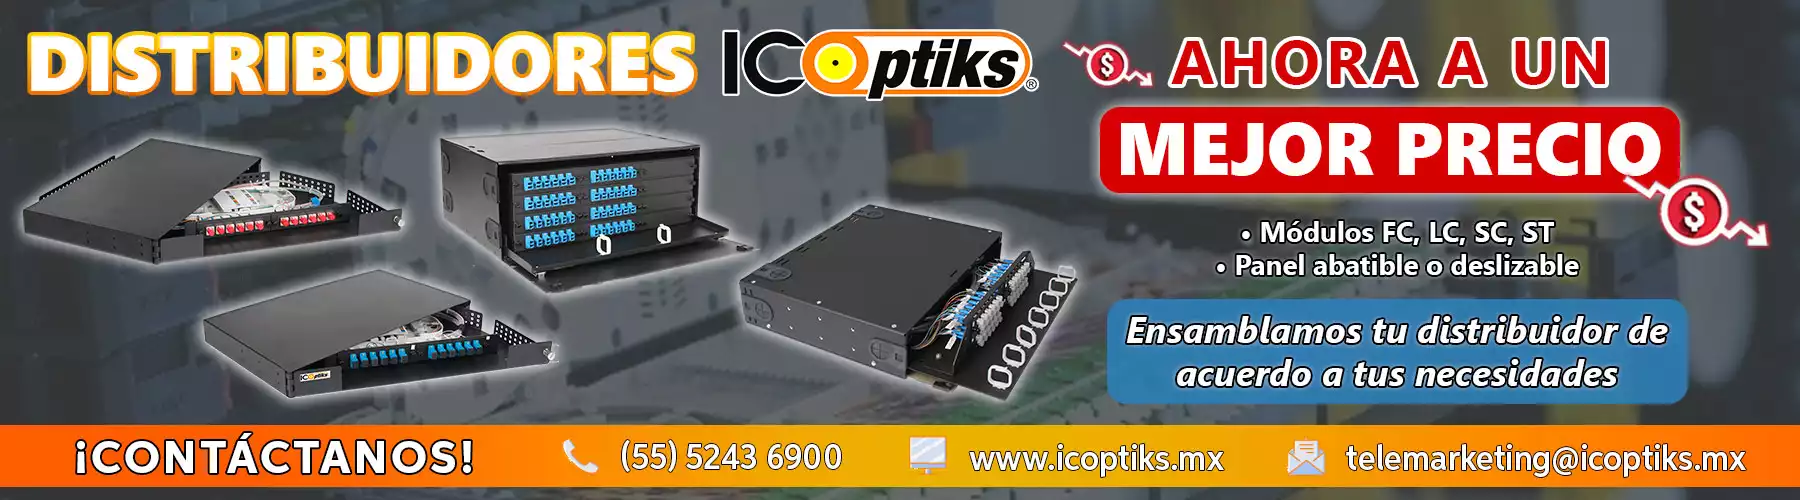 DISTRIBUIDORES ICOptiks®
AHORA A UN
MEJOR PRECIO
• Módulos FC, LC, SC, ST
• Panel abatible o deslizable
Ensamblamos tu distribuidor de
acuerdo a tus necesidades
ICOptiks
¡CONTÁCTANOS! (55) 5243 6900 www.icoptiks.mx telemarketing@icoptiks.mx